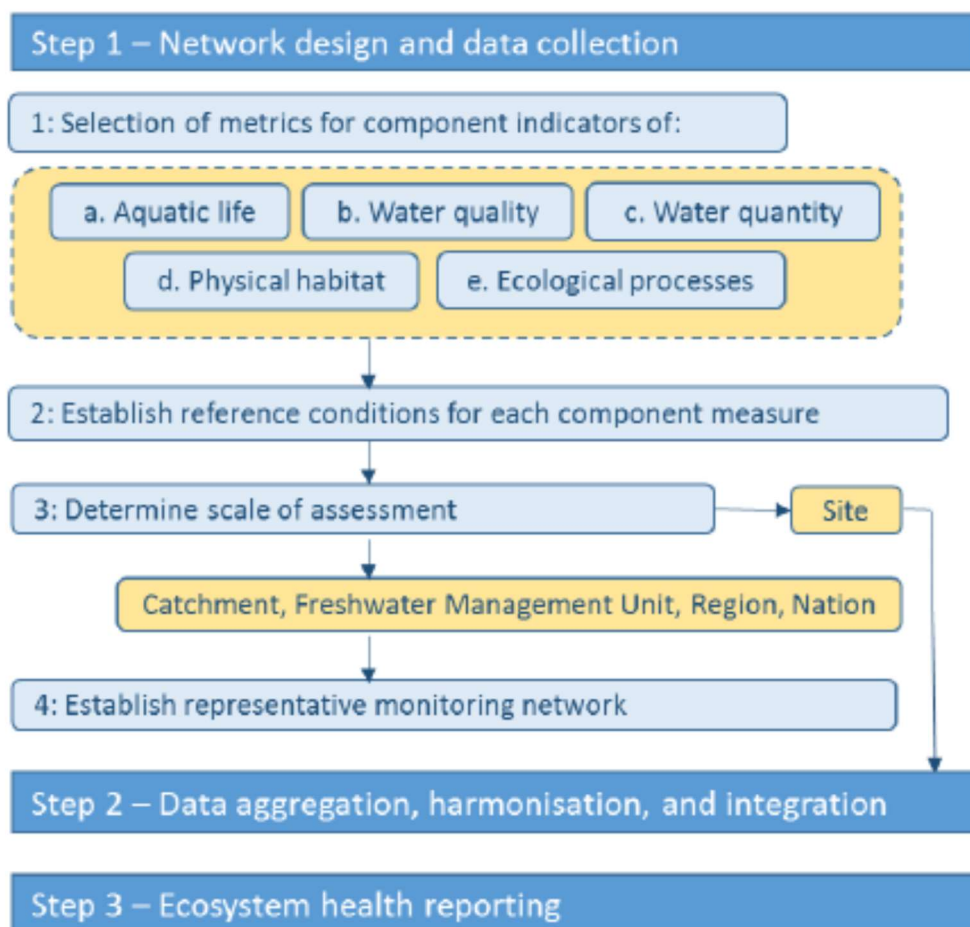 Step 1 – Network design and data collection
1: Selection of metrics for component indicators of:
a. Aquatic life
b. Water quality
c. Water quantity
d. Physical habitat
e. Ecological processes
2: Establish reference conditions for each component measure
3: Determine scale of assessment
Site
Catchment, Freshwater Management Unit, Region, Nation
4: Establish representative monitoring network
Step 2 – Data aggregation, harmonisation, and integration
Step 3 – Ecosystem health reporting